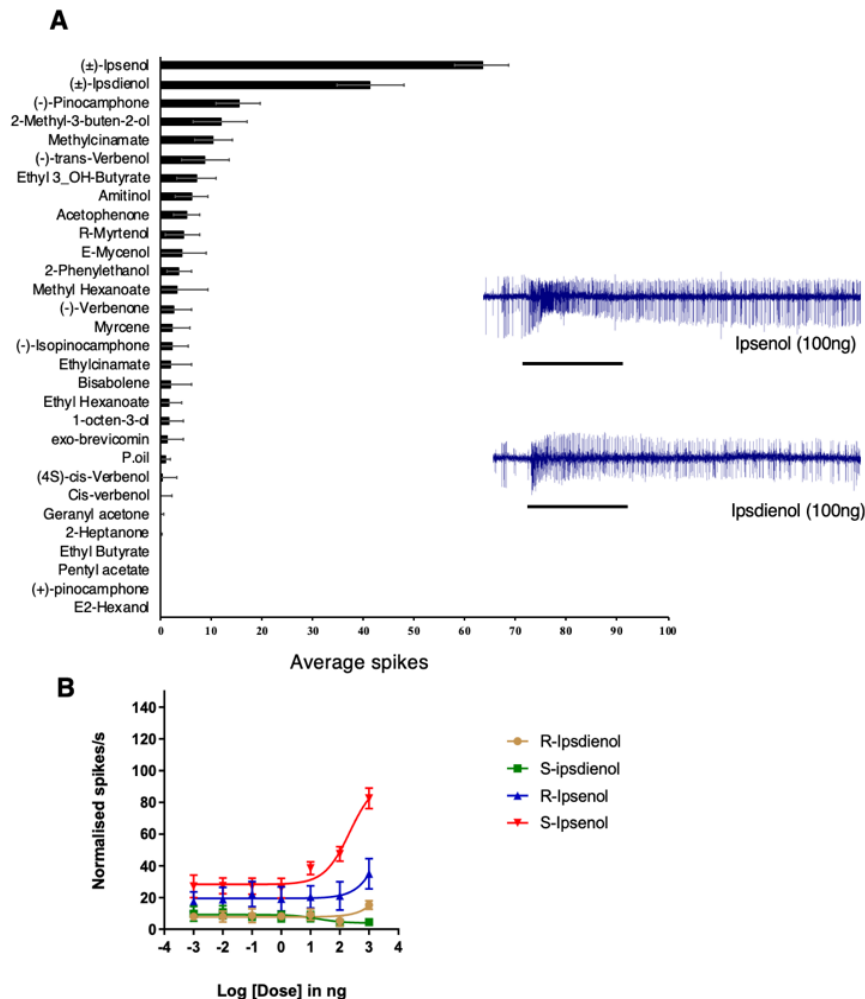 A
(±)-Ipsenol
(±)-Ipsdienol
(-)-Pinocamphone
2-Methyl-3-buten-2-ol
Methylcinamate
(-)-trans-Verbenol
Ethyl 3_OH-Butyrate
Amitinol
Acetophenone
R-Myrtenol
E-Mycenol
2-Phenylethanol
Methyl Hexanoate
(-)-Verbenone
Myrcene
(-)-Isopinocamphone
Ethylcinamate
Bisabolene
Ethyl Hexanoate
1-octen-3-ol
exo-brevicomin
P.oil
(4S)-cis-Verbenol
Cis-verbenol
Geranyl acetone
2-Heptanone
Ethyl Butyrate
Pentyl acetate
(+)-pinocamphone
E2-Hexanol
0 10 20 30 40 50 60 70 80 90 100
Average spikes
Ipsenol (100ng)
Ipsdienol (100ng)
B
Normalised spikes/s
140
120
100
80
60
40
20
0
-4 -3 -2 -1 0 1 2 3 4
Log [Dose] in ng
R-Ipsdienol
S-ipsdienol
R-Ipsenol
S-Ipsenol